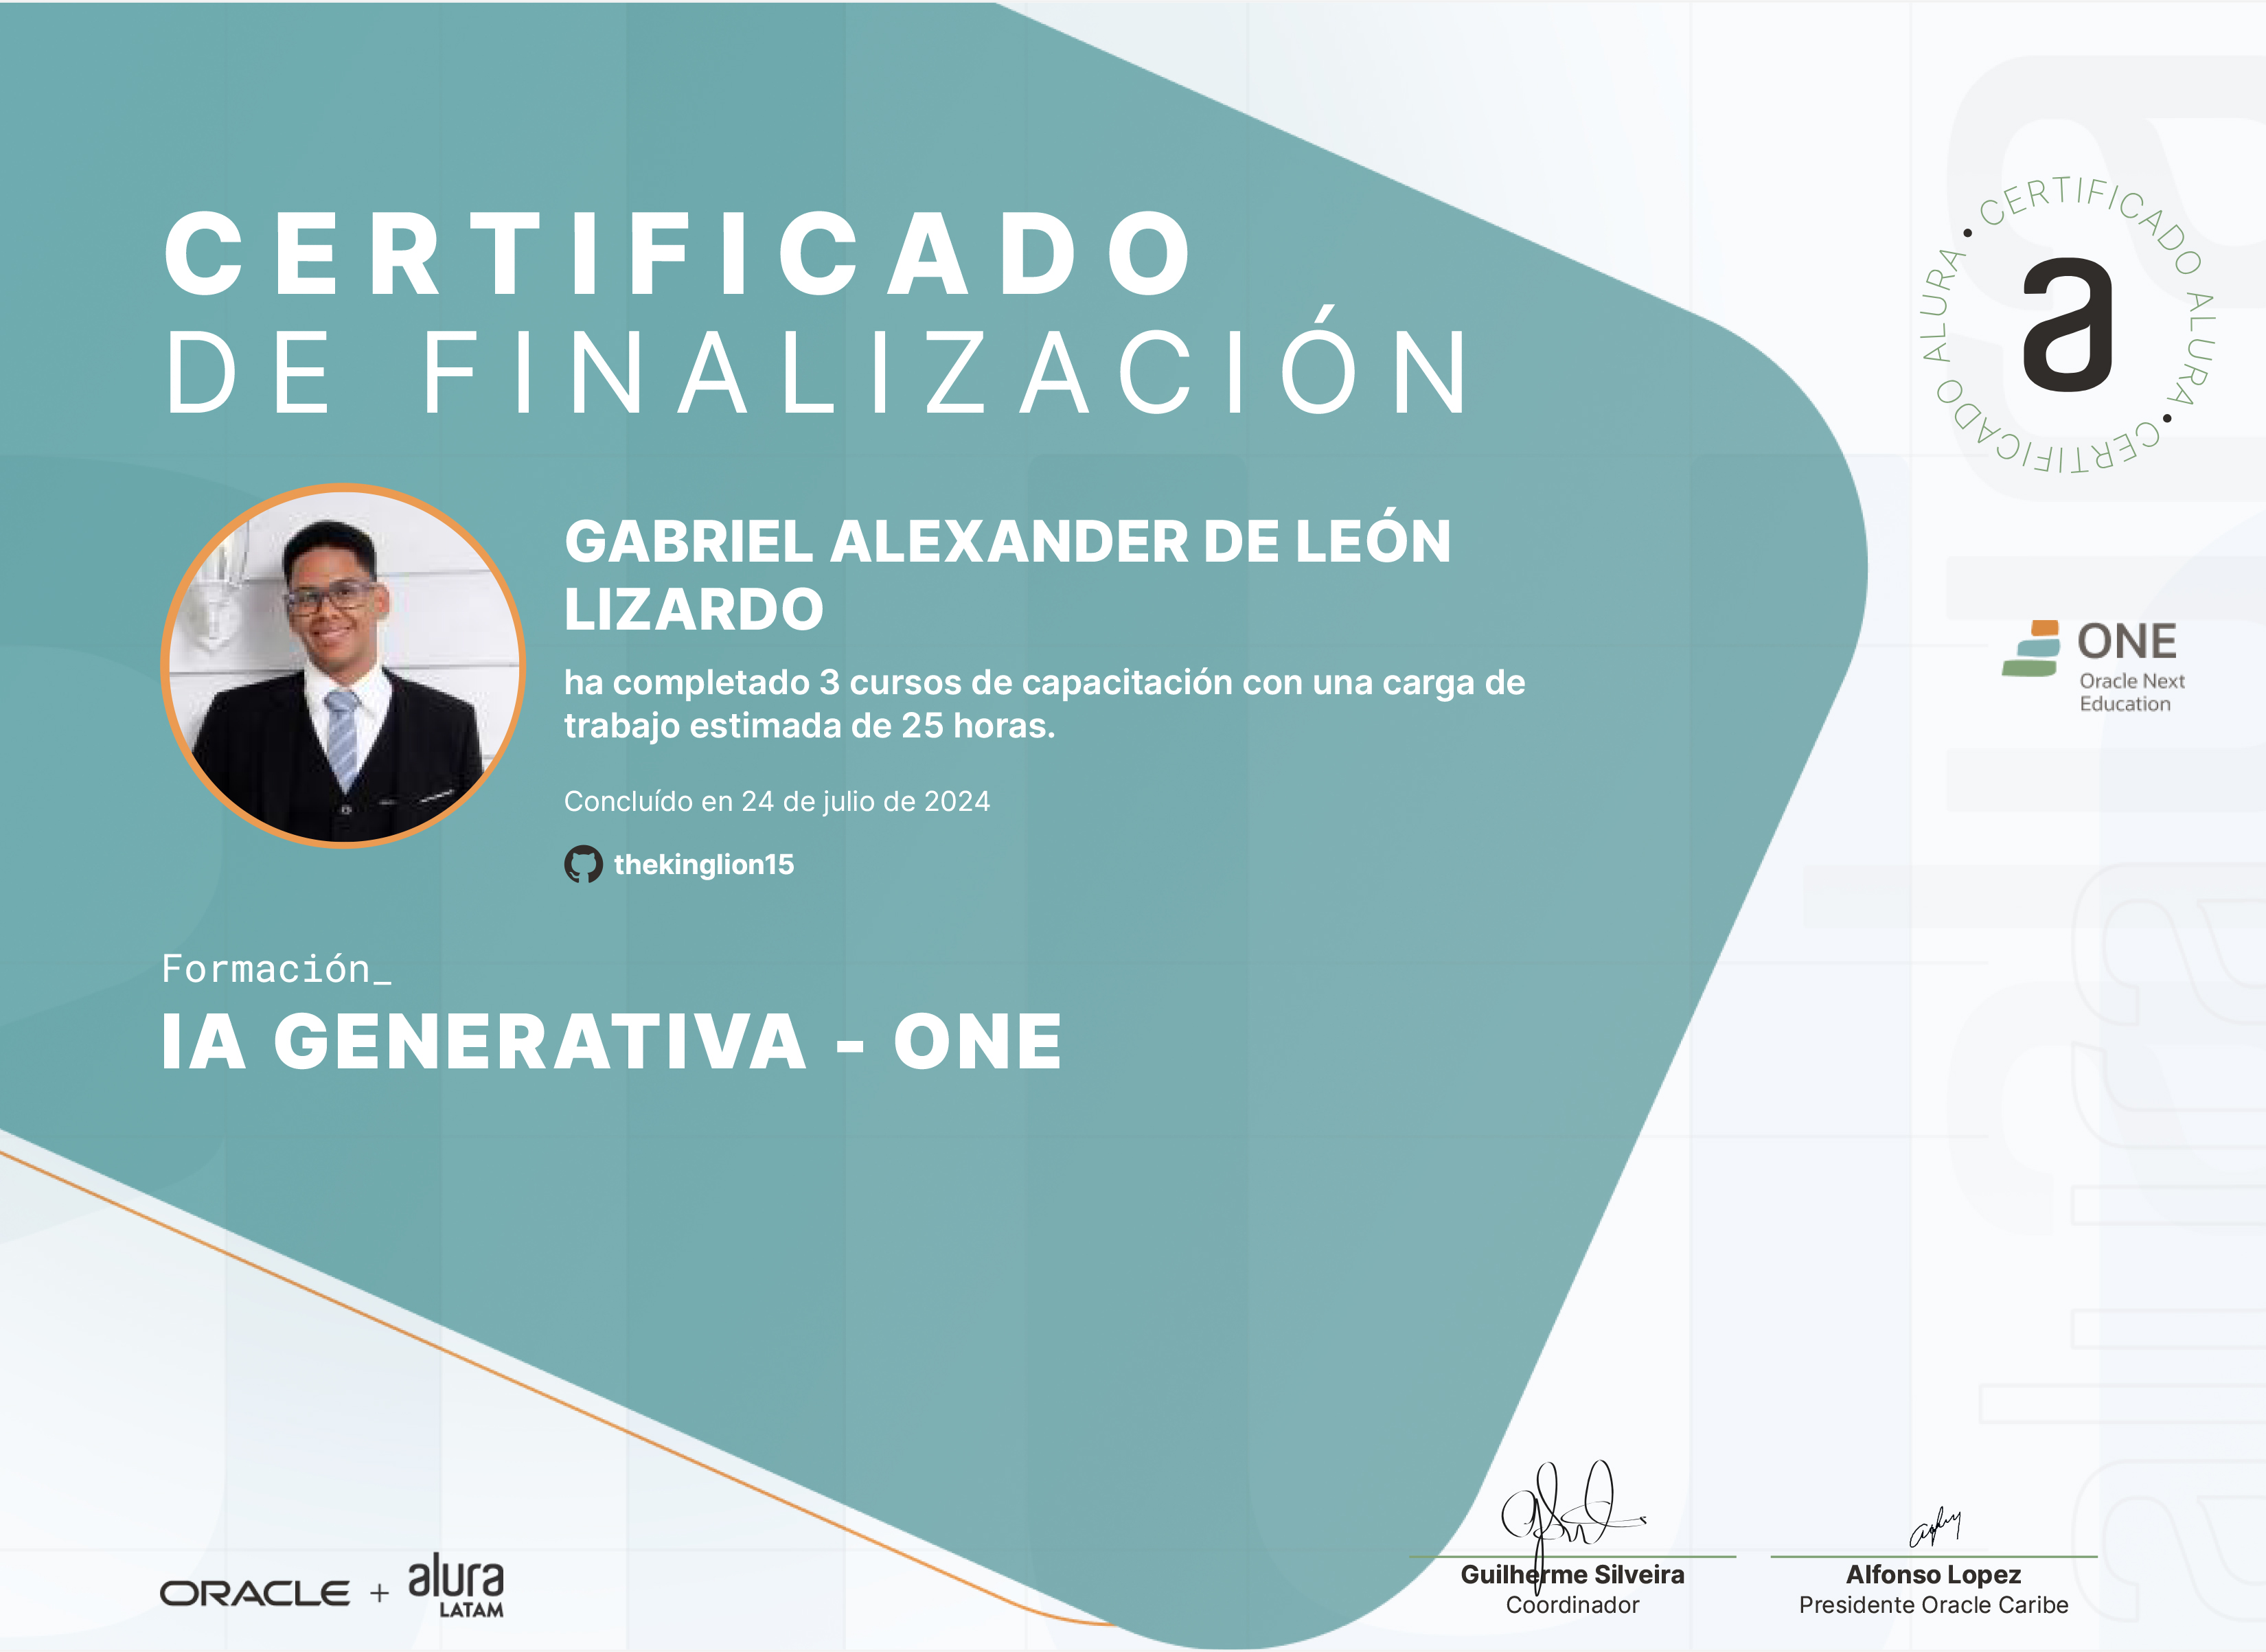 CERTIFICADO
DE FINALIZACIÓN
CERTIFICADO ALURA • CERTIFICADO ALURA •
a
GABRIEL ALEXANDER DE LEÓN
LIZARDO
ha completado 3 cursos de capacitación con una carga de
trabajo estimada de 25 horas.
Concluído en 24 de julio de 2024
thekinglion15
ONE
Oracle Next
Education
Formación_
IA GENERATIVA - ONE
ORACLE + alura
LATAM
Guilherme Silveira
Coordinador
Alfonso Lopez
Presidente Oracle Caribe
alura